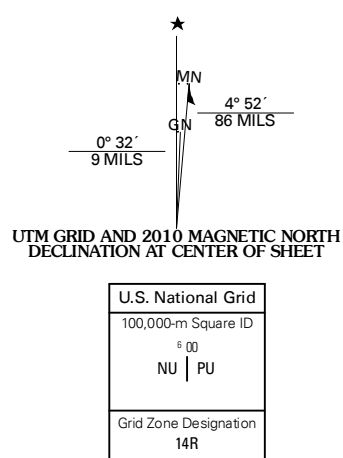 ★
MN
4° 52´
86 MILS
GN
0° 32´
9 MILS
UTM GRID AND 2010 MAGNETIC NORTH
DECLINATION AT CENTER OF SHEET
U.S. National Grid
100,000-m Square ID
6 00
NU | PU
Grid Zone Designation
14R